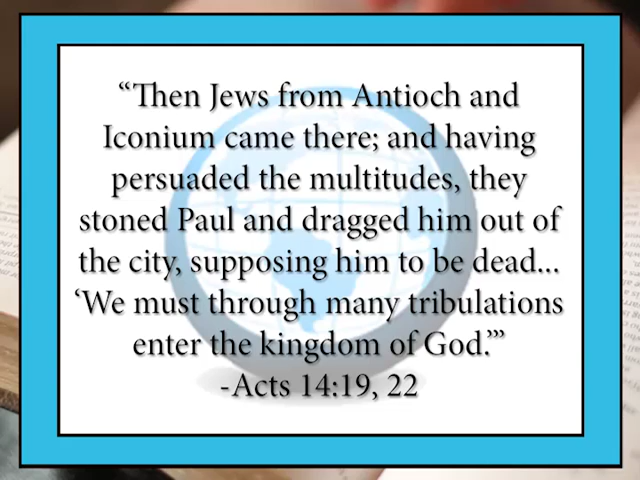 “Then Jews from Antioch and
Iconium came there; and having
persuaded the multitudes, they
stoned Paul and dragged him out of
the city, supposing him to be dead...
‘We must through many tribulations
enter the kingdom of God.’”
-Acts 14:19, 22